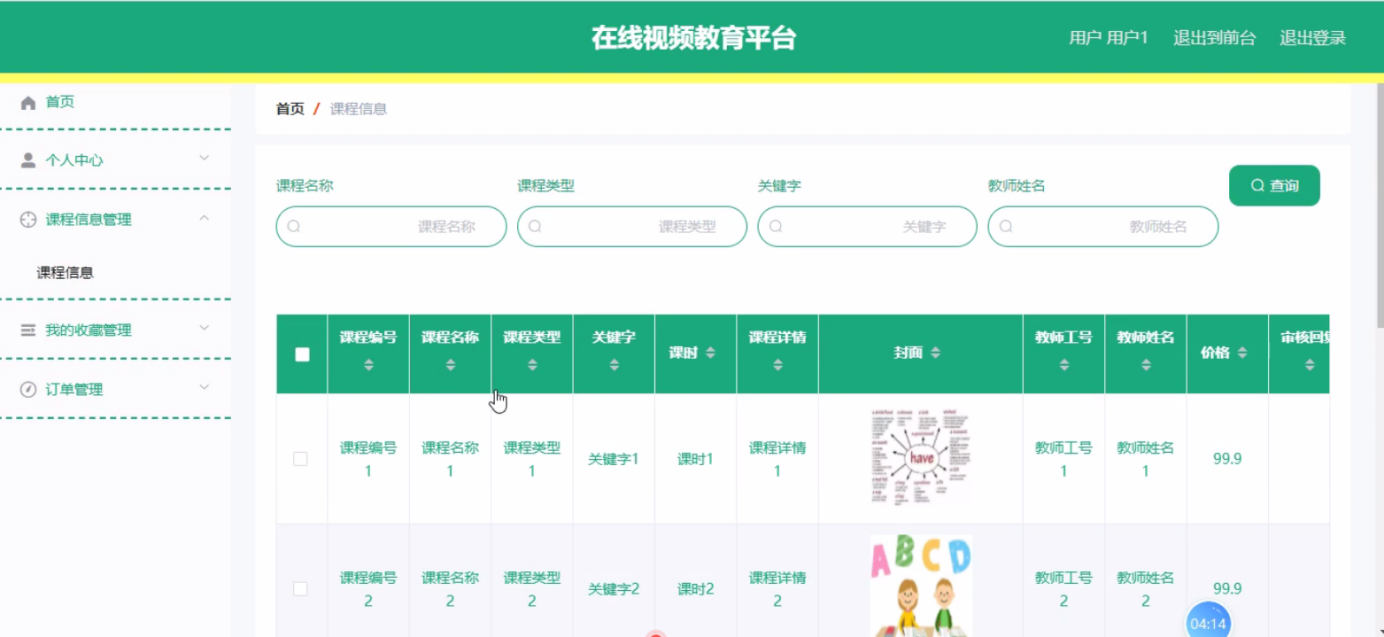 在线视频教育平台
用户 用户1 退出到前台 退出登录
首页
个人中心
课程信息管理
课程信息
我的收藏管理
订单管理
首页 / 课程信息
课程名称 课程类型 关键字 教师姓名 查询
课程名称 课程类型 关键字 教师姓名
课程编号 课程名称 课程类型 关键字 课时 课程详情 封面 教师工号 教师姓名 价格 审核回复
课程编号1 课程名称1 课程类型1 关键字1 课时1 课程详情1 have 教师工号1 教师姓名1 99.9
课程编号2 课程名称2 课程类型2 关键字2 课时2 课程详情2 ABCD 教师工号2 教师姓名2 99.9
04:14